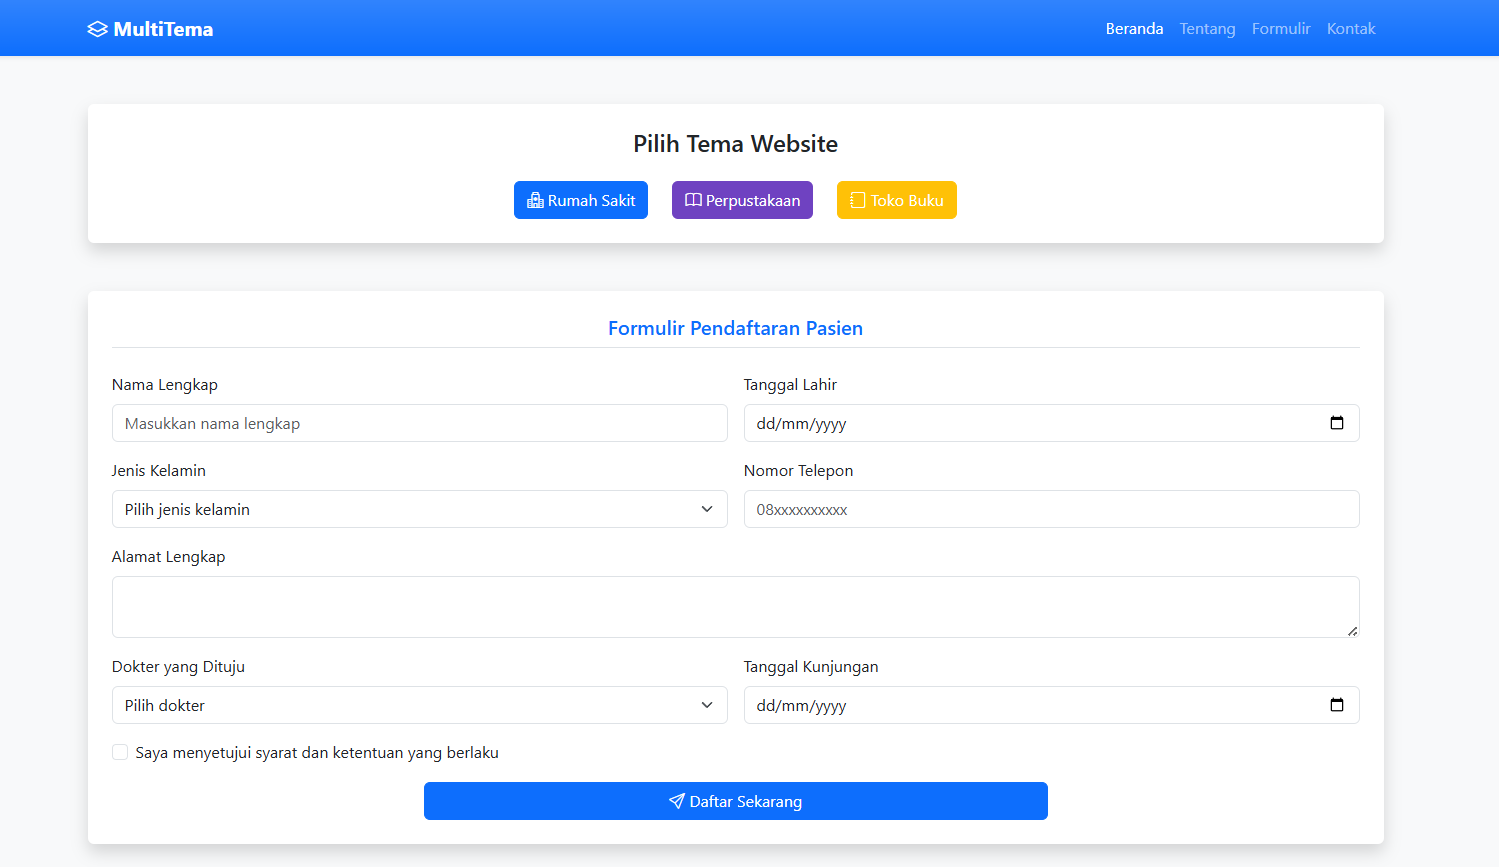 MultiTema
Beranda Tentang Formulir Kontak
Pilih Tema Website
Rumah Sakit Perpustakaan Toko Buku
Formulir Pendaftaran Pasien
Nama Lengkap Tanggal Lahir
Masukkan nama lengkap dd/mm/yyyy
Jenis Kelamin Nomor Telepon
Pilih jenis kelamin 08xxxxxxxxxx
Alamat Lengkap
Dokter yang Dituju Tanggal Kunjungan
Pilih dokter dd/mm/yyyy
Saya menyetujui syarat dan ketentuan yang berlaku
Daftar Sekarang